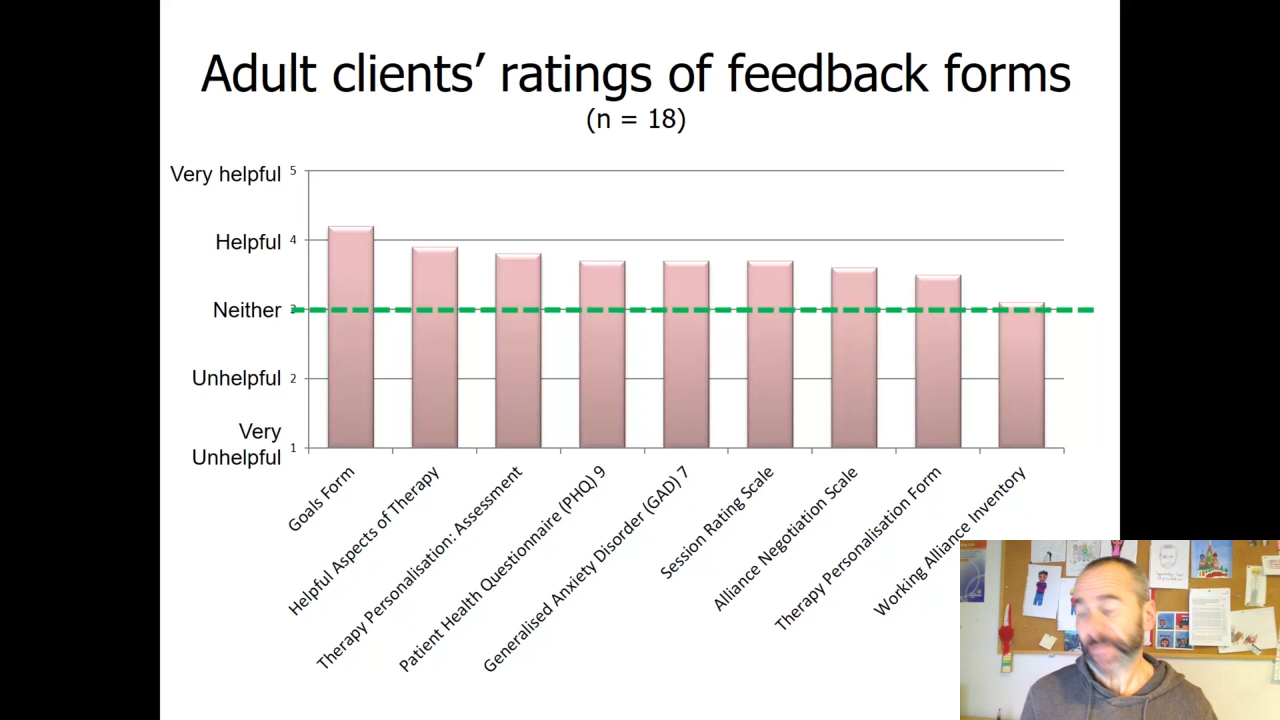 Adult clients’ ratings of feedback forms
(n = 18)
Very helpful 5
Helpful 4
Neither
Unhelpful 2
Very
Unhelpful 1
Goals Form
Helpful Aspects of Therapy
Therapy Personalisation: Assessment
Patient Health Questionnaire (PHQ) 9
Generalised Anxiety Disorder (GAD) 7
Session Rating Scale
Alliance Negotiation Scale
Therapy Personalisation Form
Working Alliance Inventory